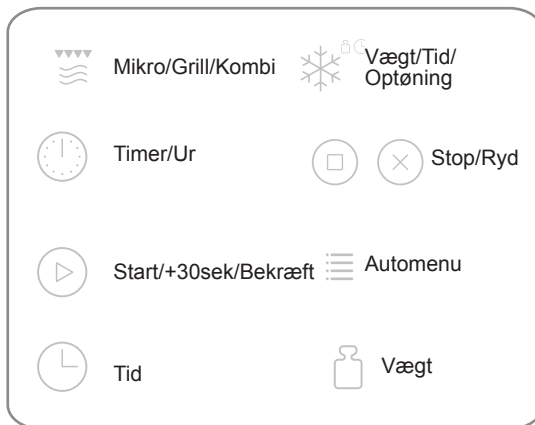 Mikro/Grill/Kombi
Vægt/Tid/
Optøning
Timer/Ur
Stop/Ryd
Start/+30sek/Bekræft
Automenu
Tid
Vægt